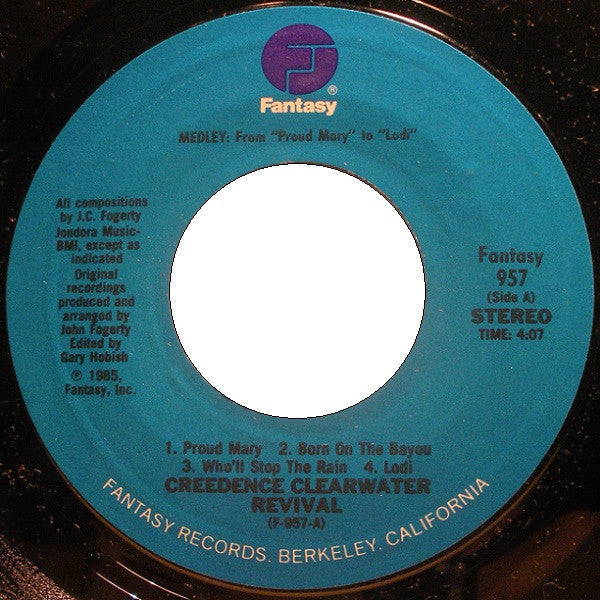 ®
Fantasy
MEDLEY: From "Proud Mary" to "Lodi"
All compositions
by J.C. Fogerty
Jondora Music-
BMI, except as
indicated
Original
recordings
produced and
arranged by
John Fogerty
Edited by
Gary Hobish
℗ 1985,
Fantasy, Inc.
Fantasy
957
(Side A)
STEREO
TIME: 4:07
1. Proud Mary 2. Born On The Bayou
3. Who'll Stop The Rain 4. Lodi
CREEDENCE CLEARWATER
REVIVAL
(F-957-A)
FANTASY RECORDS. BERKELEY. CALIFORNIA